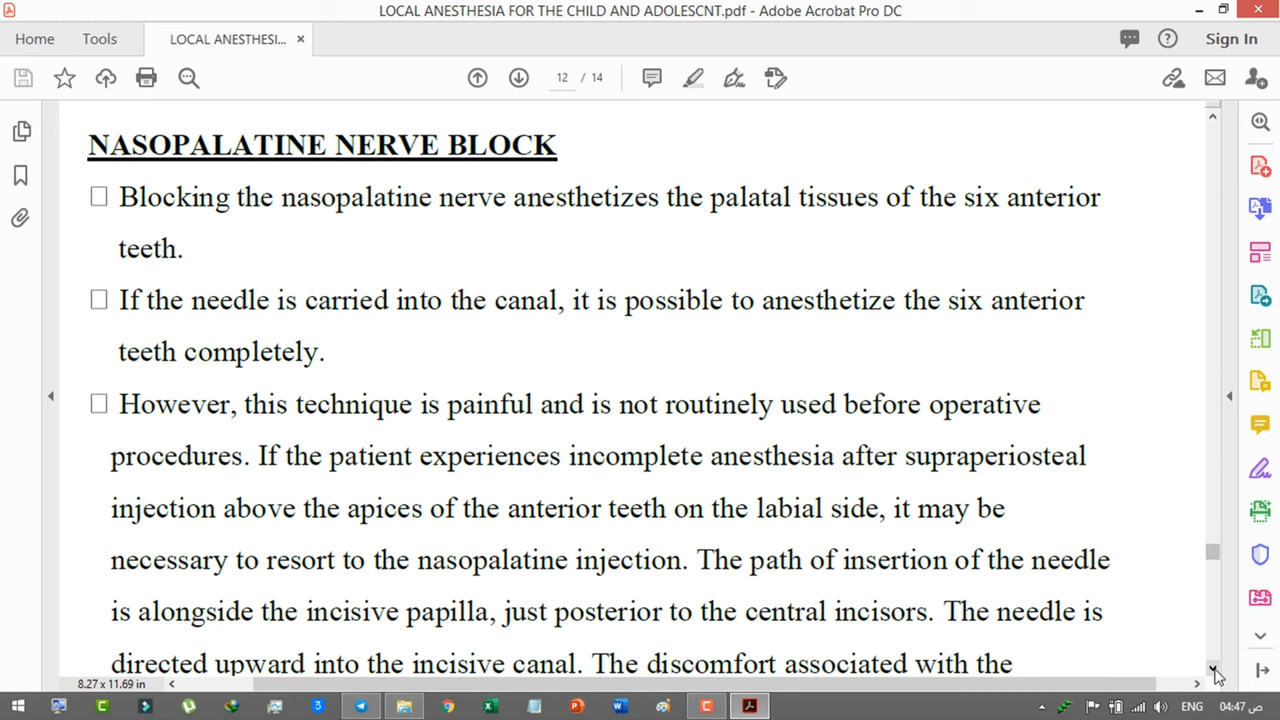 LOCAL ANESTHESIA FOR THE CHILD AND ADOLESCNT.pdf - Adobe Acrobat Pro DC
Home Tools LOCAL ANESTHESI... × Sign In
12 / 14
NASOPALATINE NERVE BLOCK
Blocking the nasopalatine nerve anesthetizes the palatal tissues of the six anterior
teeth.
If the needle is carried into the canal, it is possible to anesthetize the six anterior
teeth completely.
However, this technique is painful and is not routinely used before operative
procedures. If the patient experiences incomplete anesthesia after supraperiosteal
injection above the apices of the anterior teeth on the labial side, it may be
necessary to resort to the nasopalatine injection. The path of insertion of the needle
is alongside the incisive papilla, just posterior to the central incisors. The needle is
directed upward into the incisive canal. The discomfort associated with the
8.27 x 11.69 in
ENG 04:47 ص